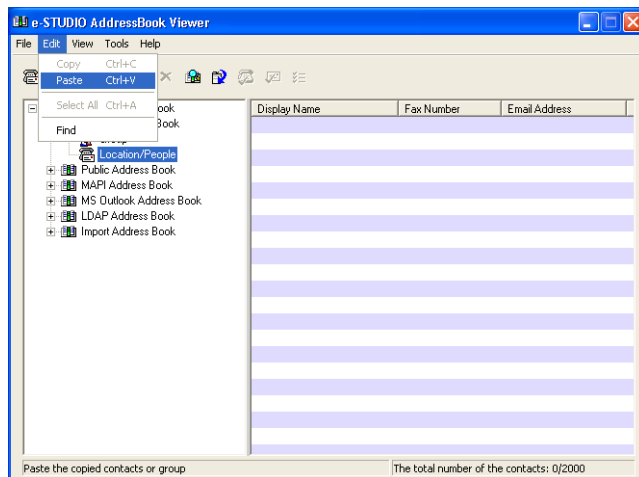 e-STUDIO AddressBook Viewer
File Edit View Tools Help
Copy Ctrl+C
Paste Ctrl+V
Select All Ctrl+A
Find
Display Name Fax Number Email Address
ook
Book
Location/People
Public Address Book
MAPI Address Book
MS Outlook Address Book
LDAP Address Book
Import Address Book
Paste the copied contacts or group
The total number of the contacts: 0/2000